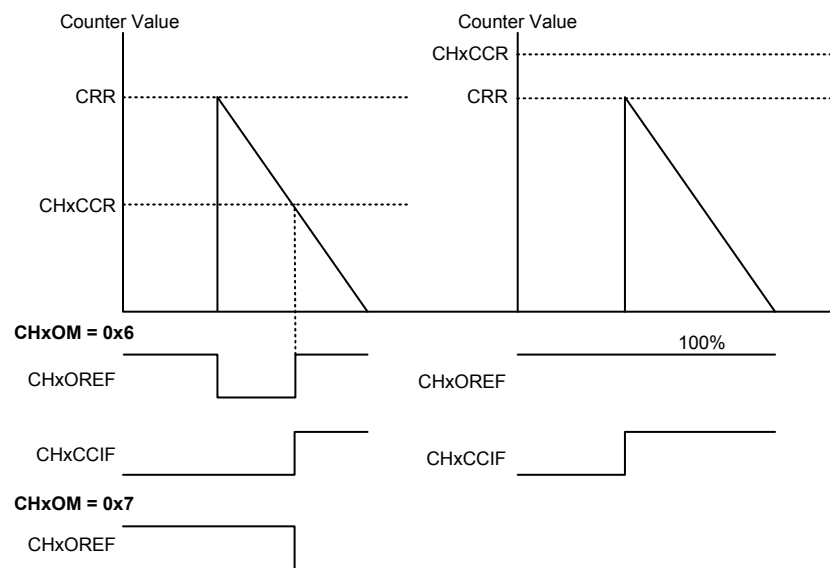 Counter Value
CRR
CHxCCR
CHxOM = 0x6
CHxOREF
CHxCCIF
CHxOM = 0x7
CHxOREF
Counter Value
CHxCCR
CRR
100%
CHxOREF
CHxCCIF